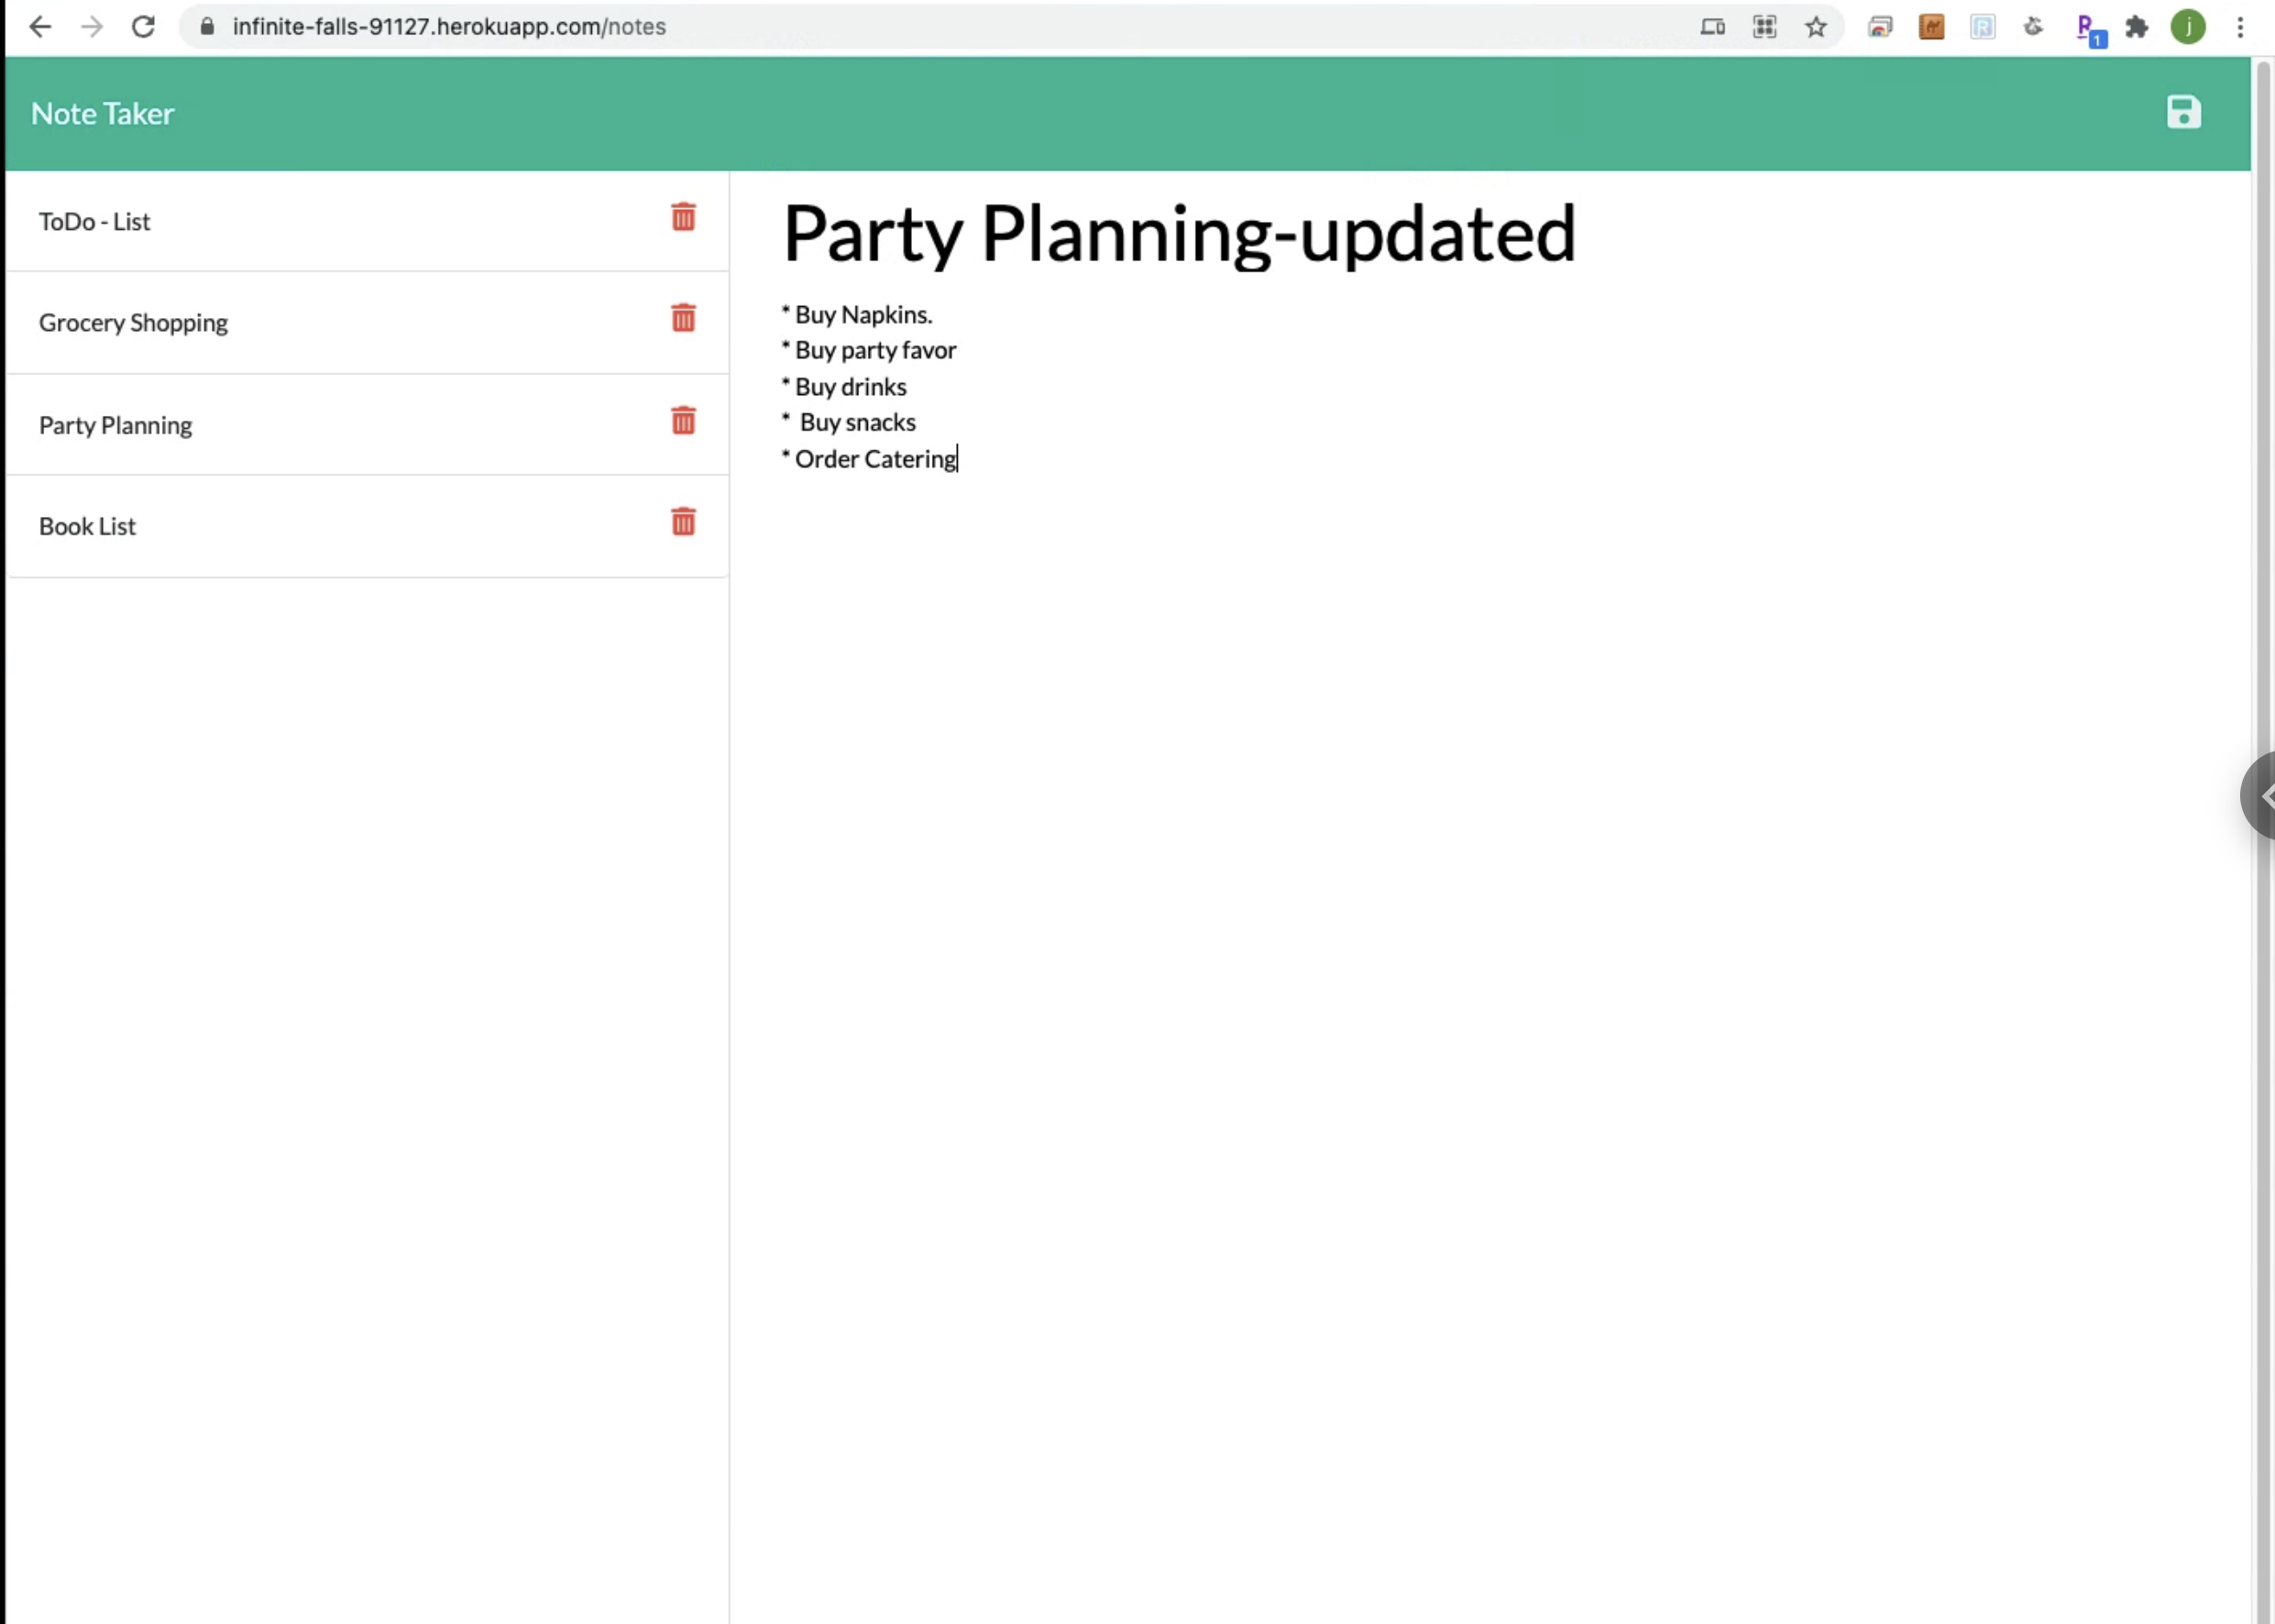 infinite-falls-91127.herokuapp.com/notes
R
R
1
j
Note Taker
ToDo - List
Grocery Shopping
Party Planning
Book List
Party Planning-updated
* Buy Napkins.
* Buy party favor
* Buy drinks
*  Buy snacks
* Order Catering